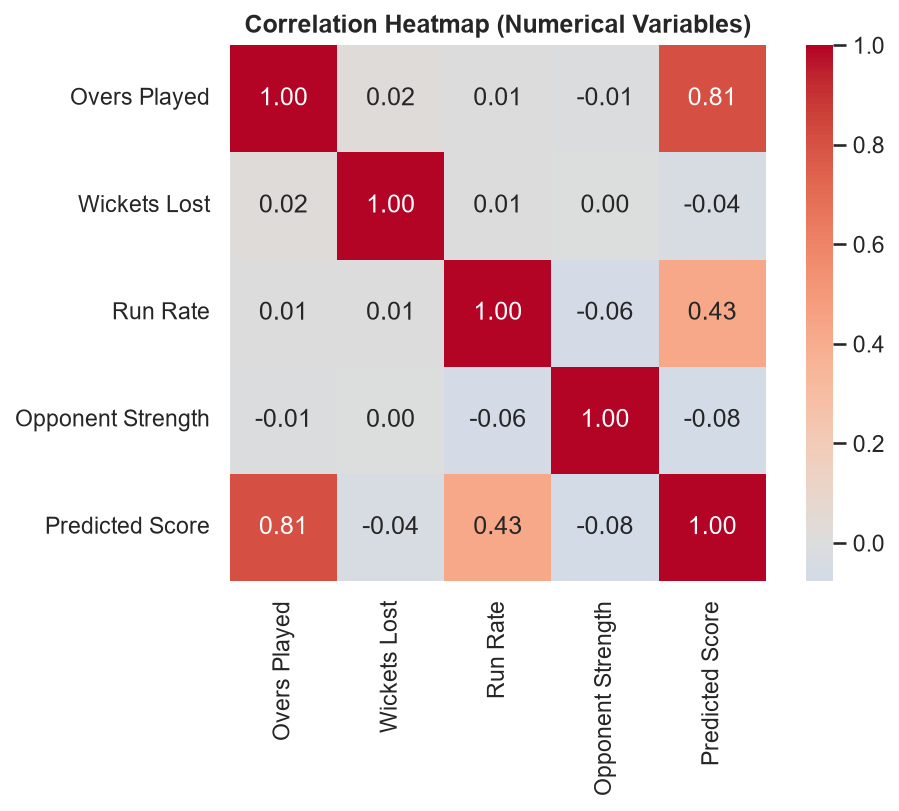 Correlation Heatmap (Numerical Variables)
Overs Played 1.00 0.02 0.01 -0.01 0.81
Wickets Lost 0.02 1.00 0.01 0.00 -0.04
Run Rate 0.01 0.01 1.00 -0.06 0.43
Opponent Strength -0.01 0.00 -0.06 1.00 -0.08
Predicted Score 0.81 -0.04 0.43 -0.08 1.00
Overs Played
Wickets Lost
Run Rate
Opponent Strength
Predicted Score
1.0
0.8
0.6
0.4
0.2
0.0